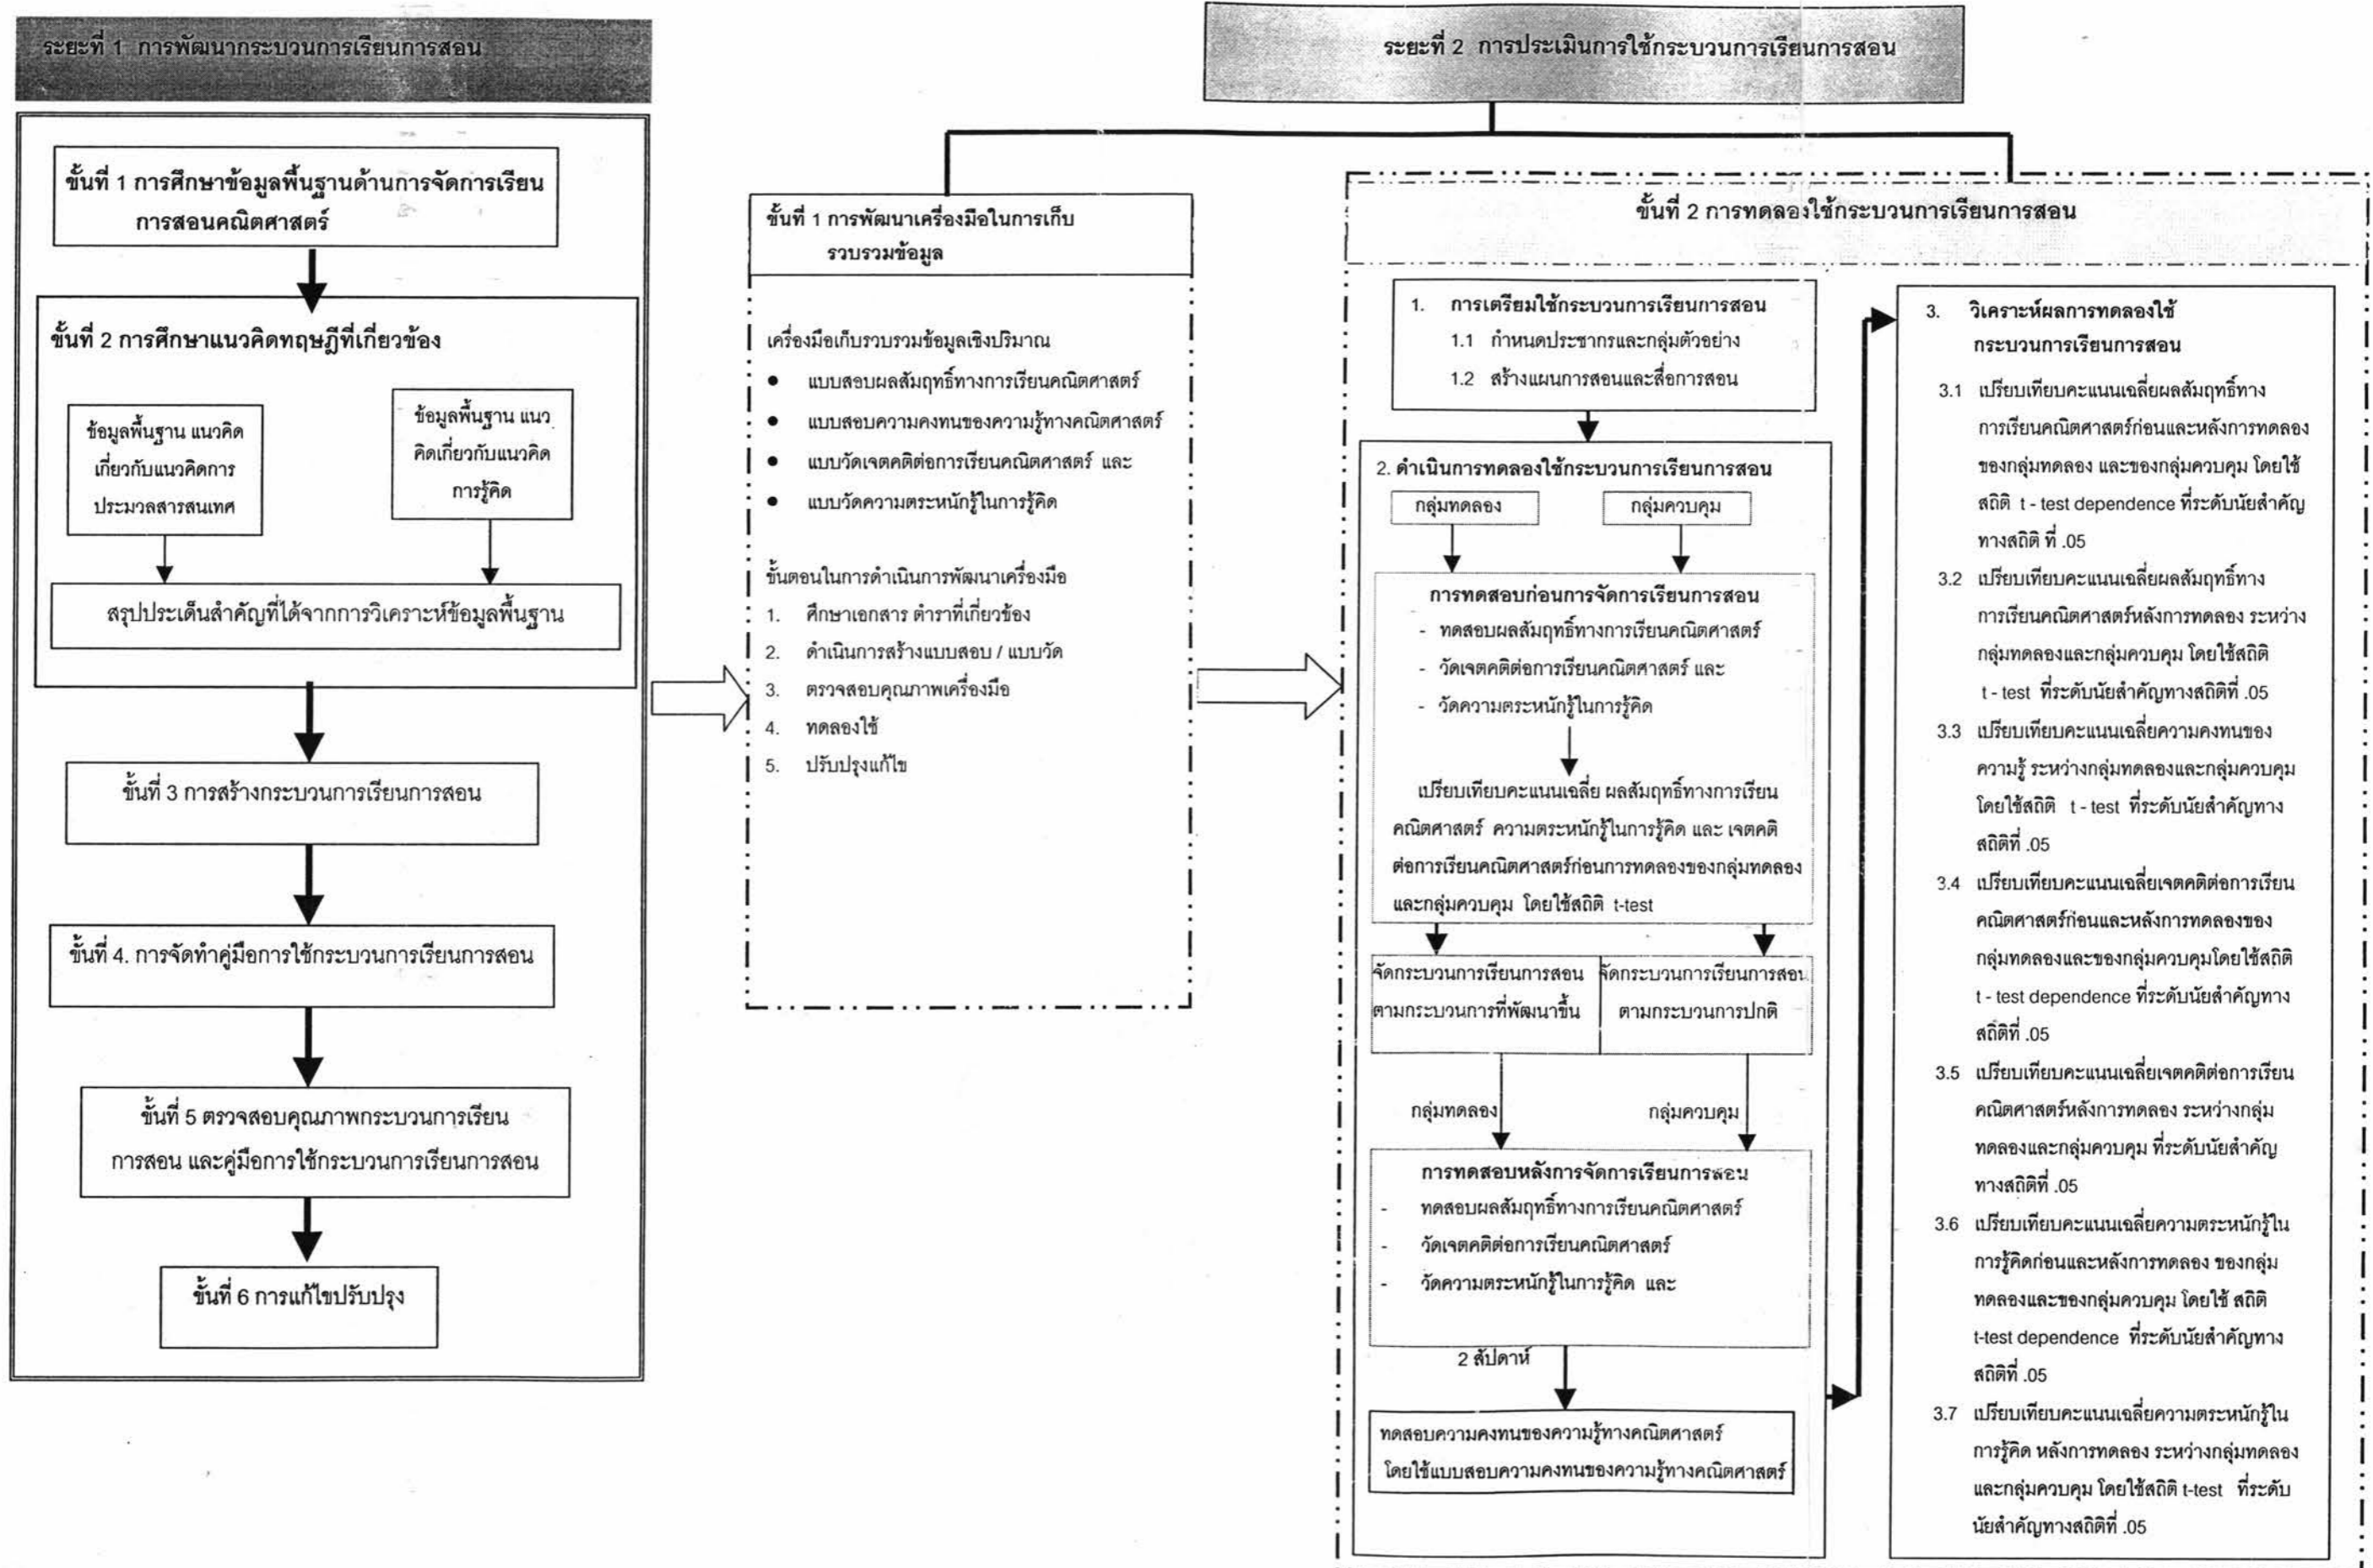 ระยะที่ 1 การพัฒนากระบวนการเรียนการสอน
ขั้นที่ 1 การศึกษาข้อมูลพื้นฐานด้านการจัดการเรียน
การสอนคณิตศาสตร์
ขั้นที่ 2 การศึกษาแนวคิดทฤษฎีที่เกี่ยวข้อง
ข้อมูลพื้นฐาน แนวคิด
เกี่ยวกับแนวคิดการ
ประมวลสารสนเทศ
ข้อมูลพื้นฐาน แนว
คิดเกี่ยวกับแนวคิด
การรู้คิด
สรุปประเด็นสำคัญที่ได้จากการวิเคราะห์ข้อมูลพื้นฐาน
ขั้นที่ 3 การสร้างกระบวนการเรียนการสอน
ขั้นที่ 4. การจัดทำคู่มือการใช้กระบวนการเรียนการสอน
ขั้นที่ 5 ตรวจสอบคุณภาพกระบวนการเรียน
การสอน และคู่มือการใช้กระบวนการเรียนการสอน
ขั้นที่ 6 การแก้ไขปรับปรุง
ระยะที่ 2 การประเมินการใช้กระบวนการเรียนการสอน
ขั้นที่ 1 การพัฒนาเครื่องมือในการเก็บ
รวบรวมข้อมูล
เครื่องมือเก็บรวบรวมข้อมูลเชิงปริมาณ
• แบบสอบผลสัมฤทธิ์ทางการเรียนคณิตศาสตร์
• แบบสอบความคงทนของความรู้ทางคณิตศาสตร์
• แบบวัดเจตคติต่อการเรียนคณิตศาสตร์ และ
• แบบวัดความตระหนักรู้ในการรู้คิด
ขั้นตอนในการดำเนินการพัฒนาเครื่องมือ
1. ศึกษาเอกสาร ตำราที่เกี่ยวข้อง
2. ดำเนินการสร้างแบบสอบ / แบบวัด
3. ตรวจสอบคุณภาพเครื่องมือ
4. ทดลองใช้
5. ปรับปรุงแก้ไข
ขั้นที่ 2 การทดลองใช้กระบวนการเรียนการสอน
1. การเตรียมใช้กระบวนการเรียนการสอน
1.1 กำหนดประชากรและกลุ่มตัวอย่าง
1.2 สร้างแผนการสอนและสื่อการสอน
2. ดำเนินการทดลองใช้กระบวนการเรียนการสอน
กลุ่มทดลอง
กลุ่มควบคุม
การทดสอบก่อนการจัดการเรียนการสอน
- ทดสอบผลสัมฤทธิ์ทางการเรียนคณิตศาสตร์
- วัดเจตคติต่อการเรียนคณิตศาสตร์ และ
- วัดความตระหนักรู้ในการรู้คิด
เปรียบเทียบคะแนนเฉลี่ย ผลสัมฤทธิ์ทางการเรียน
คณิตศาสตร์ ความตระหนักรู้ในการรู้คิด และ เจตคติ
ต่อการเรียนคณิตศาสตร์ก่อนการทดลองของกลุ่มทดลอง
และกลุ่มควบคุม โดยใช้สถิติ t-test
จัดกระบวนการเรียนการสอน
ตามกระบวนการที่พัฒนาขึ้น
จัดกระบวนการเรียนการสอน
ตามกระบวนการปกติ
กลุ่มทดลอง
กลุ่มควบคุม
การทดสอบหลังการจัดการเรียนการสอน
- ทดสอบผลสัมฤทธิ์ทางการเรียนคณิตศาสตร์
- วัดเจตคติต่อการเรียนคณิตศาสตร์
- วัดความตระหนักรู้ในการรู้คิด และ
2 สัปดาห์
ทดสอบความคงทนของความรู้ทางคณิตศาสตร์
โดยใช้แบบสอบความคงทนของความรู้ทางคณิตศาสตร์
3. วิเคราะห์ผลการทดลองใช้
กระบวนการเรียนการสอน
3.1 เปรียบเทียบคะแนนเฉลี่ยผลสัมฤทธิ์ทาง
การเรียนคณิตศาสตร์ก่อนและหลังการทดลอง
ของกลุ่มทดลอง และของกลุ่มควบคุม โดยใช้
สถิติ t - test dependence ที่ระดับนัยสำคัญ
ทางสถิติ ที่ .05
3.2 เปรียบเทียบคะแนนเฉลี่ยผลสัมฤทธิ์ทาง
การเรียนคณิตศาสตร์หลังการทดลอง ระหว่าง
กลุ่มทดลองและกลุ่มควบคุม โดยใช้สถิติ
t - test ที่ระดับนัยสำคัญทางสถิติที่ .05
3.3 เปรียบเทียบคะแนนเฉลี่ยความคงทนของ
ความรู้ ระหว่างกลุ่มทดลองและกลุ่มควบคุม
โดยใช้สถิติ t - test ที่ระดับนัยสำคัญทาง
สถิติที่ .05
3.4 เปรียบเทียบคะแนนเฉลี่ยเจตคติต่อการเรียน
คณิตศาสตร์ก่อนและหลังการทดลองของ
กลุ่มทดลองและของกลุ่มควบคุมโดยใช้สถิติ
t - test dependence ที่ระดับนัยสำคัญทาง
สถิติที่ .05
3.5 เปรียบเทียบคะแนนเฉลี่ยเจตคติต่อการเรียน
คณิตศาสตร์หลังการทดลอง ระหว่างกลุ่ม
ทดลองและกลุ่มควบคุม ที่ระดับนัยสำคัญ
ทางสถิติที่ .05
3.6 เปรียบเทียบคะแนนเฉลี่ยความตระหนักรู้ใน
การรู้คิดก่อนและหลังการทดลอง ของกลุ่ม
ทดลองและของกลุ่มควบคุม โดยใช้ สถิติ
t-test dependence ที่ระดับนัยสำคัญทาง
สถิติที่ .05
3.7 เปรียบเทียบคะแนนเฉลี่ยความตระหนักรู้ใน
การรู้คิด หลังการทดลอง ระหว่างกลุ่มทดลอง
และกลุ่มควบคุม โดยใช้สถิติ t-test ที่ระดับ
นัยสำคัญทางสถิติที่ .05